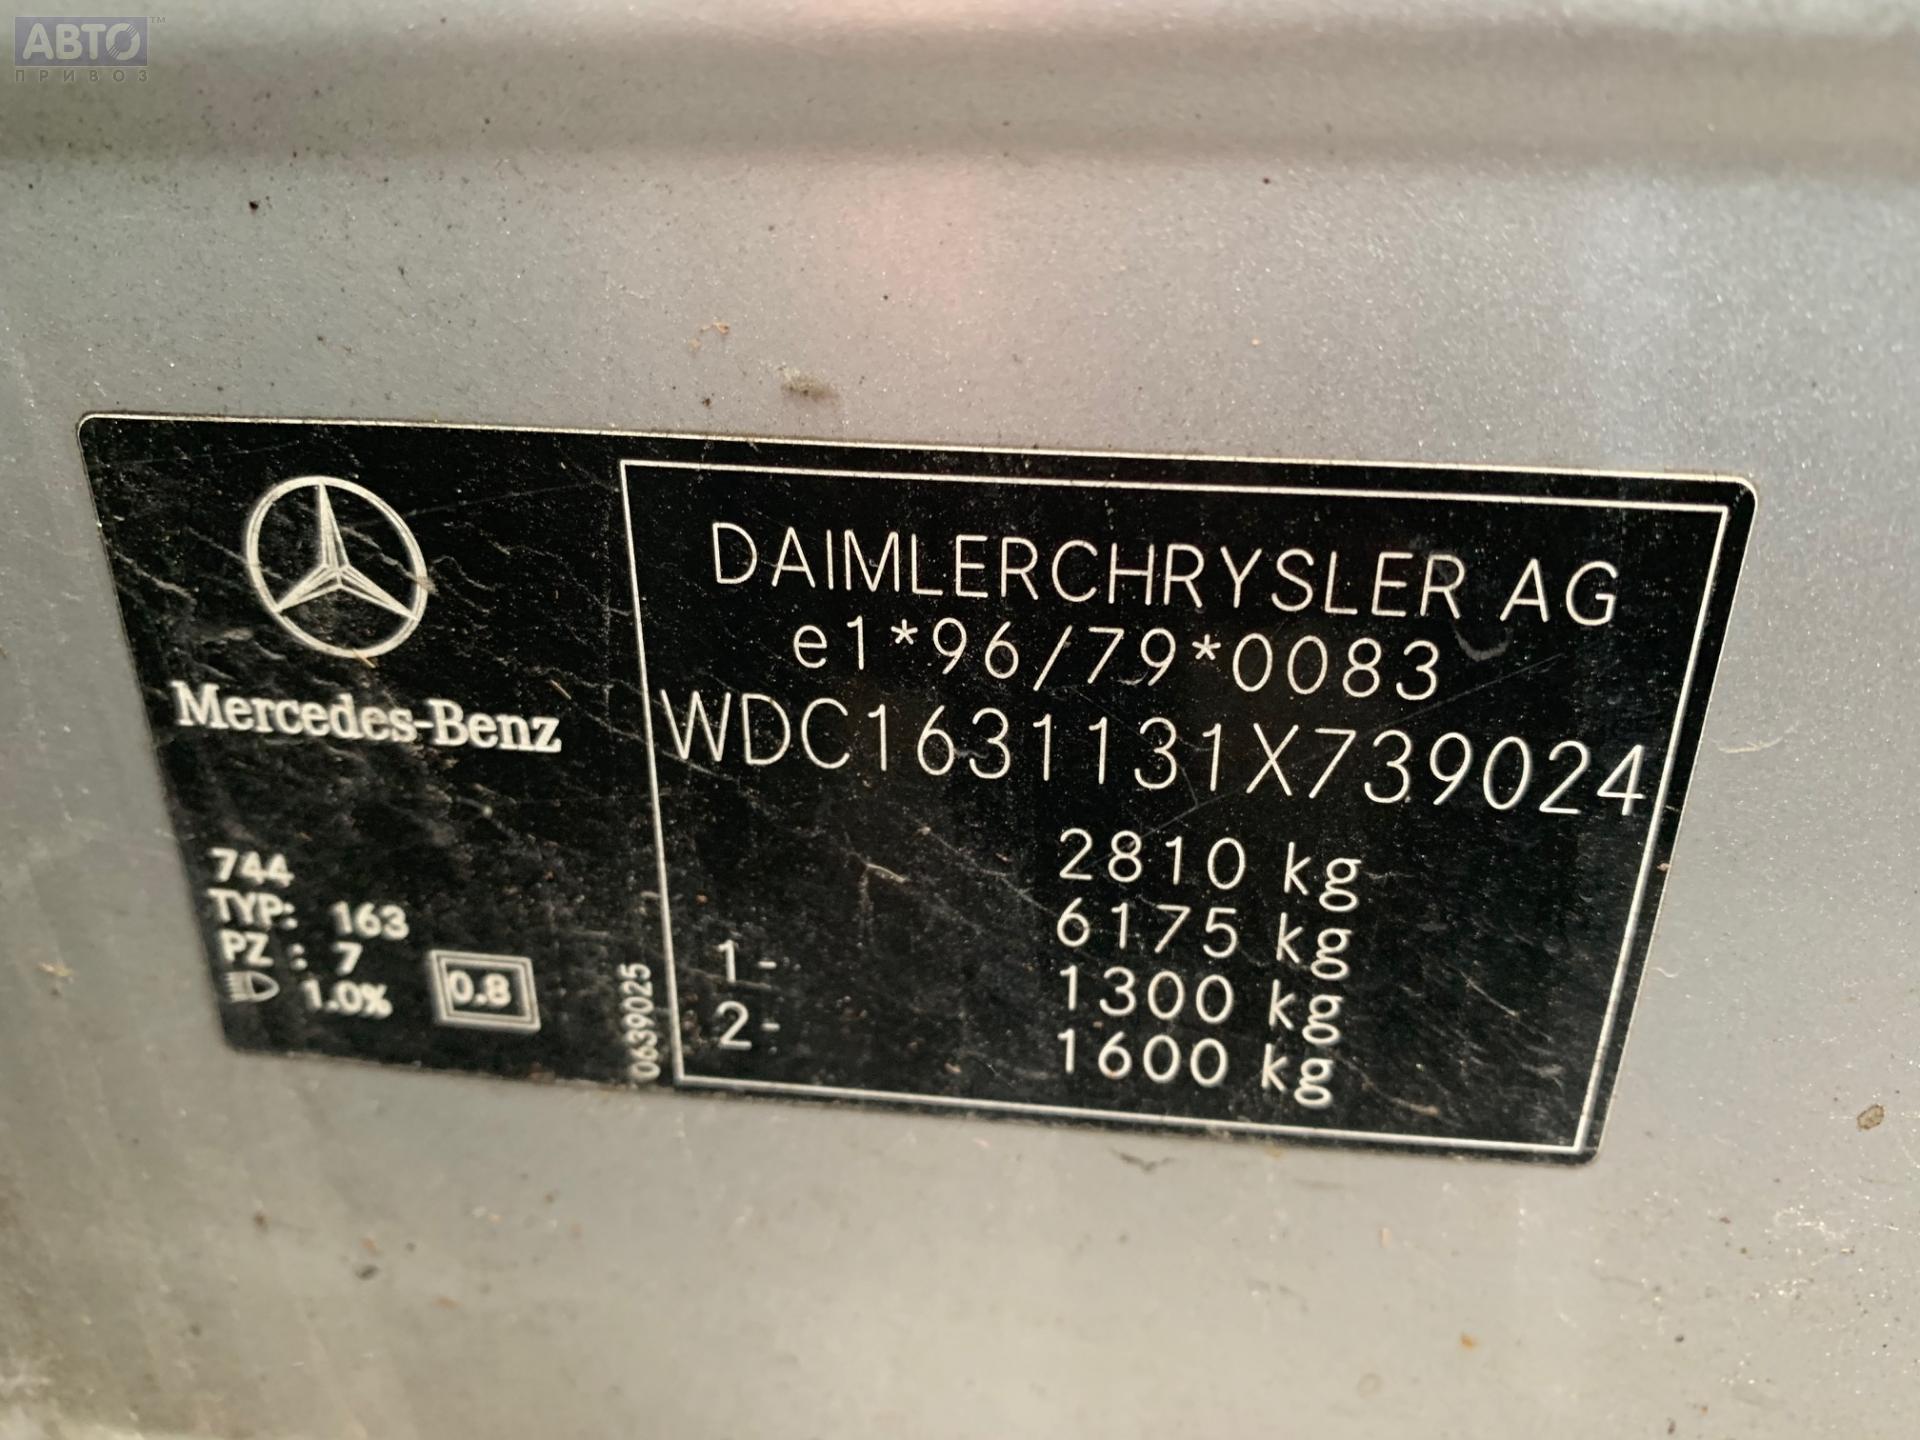 АВТО™
ПРИВОЗ
Mercedes-Benz
744
TYP: 163
PZ : 7
1.0%
0.8
0639025
DAIMLERCHRYSLER AG
e1*96/79*0083
WDC1631131X739024
2810 kg
6175 kg
1- 1300 kg
2- 1600 kg